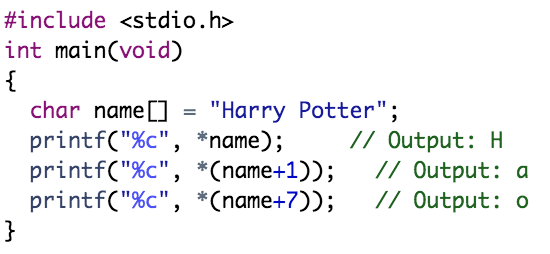 #include <stdio.h>
int main(void)
{
  char name[] = "Harry Potter";
  printf("%c", *name);     // Output: H
  printf("%c", *(name+1));   // Output: a
  printf("%c", *(name+7));   // Output: o
}